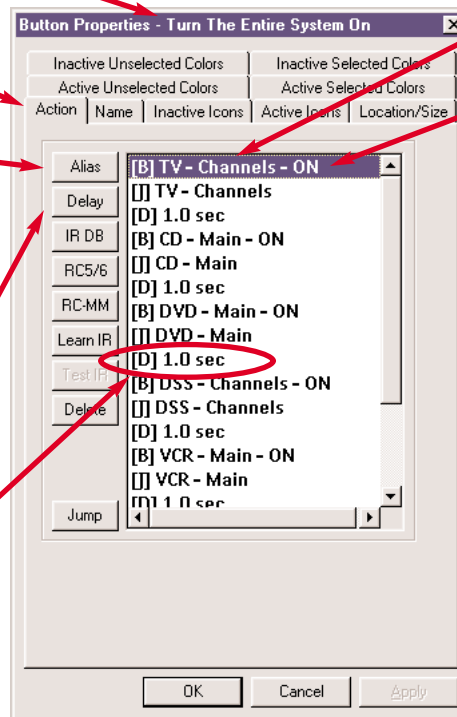 Button Properties - Turn The Entire System On
Inactive Unselected Colors
Inactive Selected Colors
Active Unselected Colors
Active Selected Colors
Action
Name
Inactive Icons
Active Icons
Location/Size
Alias
Delay
IR DB
RC5/6
RC-MM
Learn IR
Test IR
Delete
Jump
[B] TV - Channels - ON
[J] TV - Channels
[D] 1.0 sec
[B] CD - Main - ON
[J] CD - Main
[D] 1.0 sec
[B] DVD - Main - ON
[J] DVD - Main
[D] 1.0 sec
[B] DSS - Channels - ON
[J] DSS - Channels
[D] 1.0 sec
[B] VCR - Main - ON
[J] VCR - Main
[D] 1.0 sec
OK
Cancel
Apply